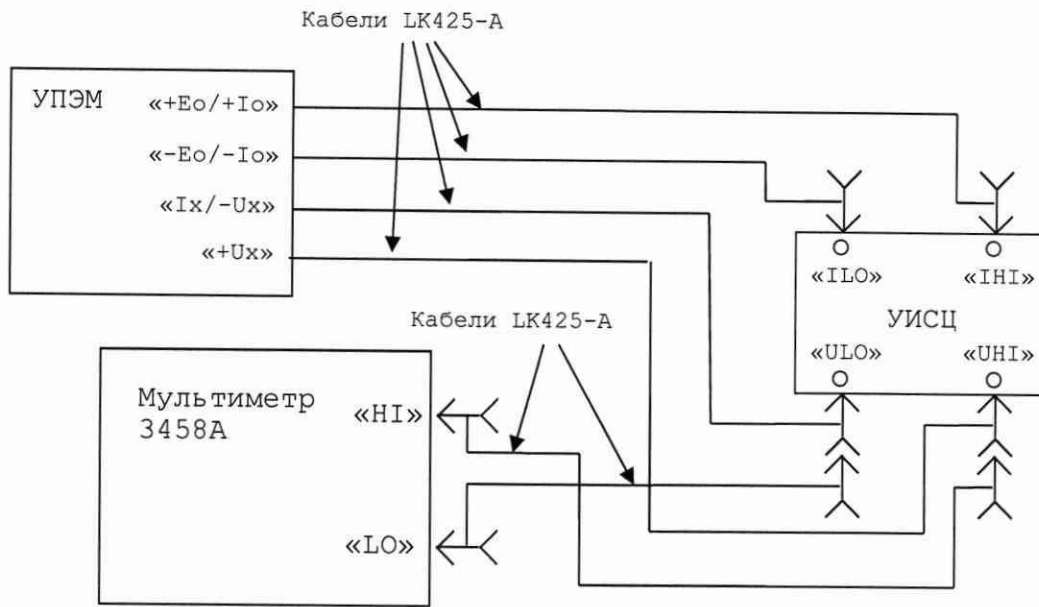 Кабели LK425-A
УПЭМ
«+Eo/+Io»
«-Eo/-Io»
«Ix/-Ux»
«+Ux»
«ILO»
«IHI»
УИСЦ
«ULO»
«UHI»
Кабели LK425-A
Мультиметр
3458A
«HI»
«LO»